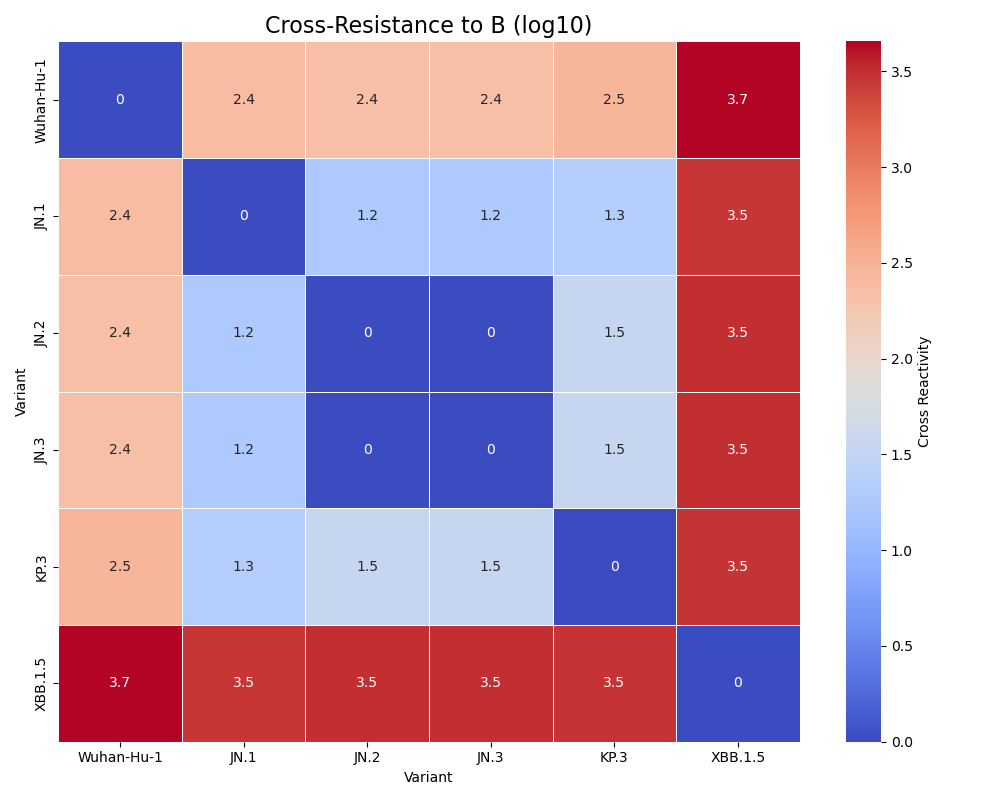 Cross-Resistance to B (log10)
Wuhan-Hu-1 0 2.4 2.4 2.4 2.5 3.7
JN.1 2.4 0 1.2 1.2 1.3 3.5
JN.2 2.4 1.2 0 0 1.5 3.5
JN.3 2.4 1.2 0 0 1.5 3.5
KP.3 2.5 1.3 1.5 1.5 0 3.5
XBB.1.5 3.7 3.5 3.5 3.5 3.5 0
Wuhan-Hu-1 JN.1 JN.2 JN.3 KP.3 XBB.1.5
Variant
Variant
3.5
3.0
2.5
2.0
1.5
1.0
0.5
0.0
Cross Reactivity